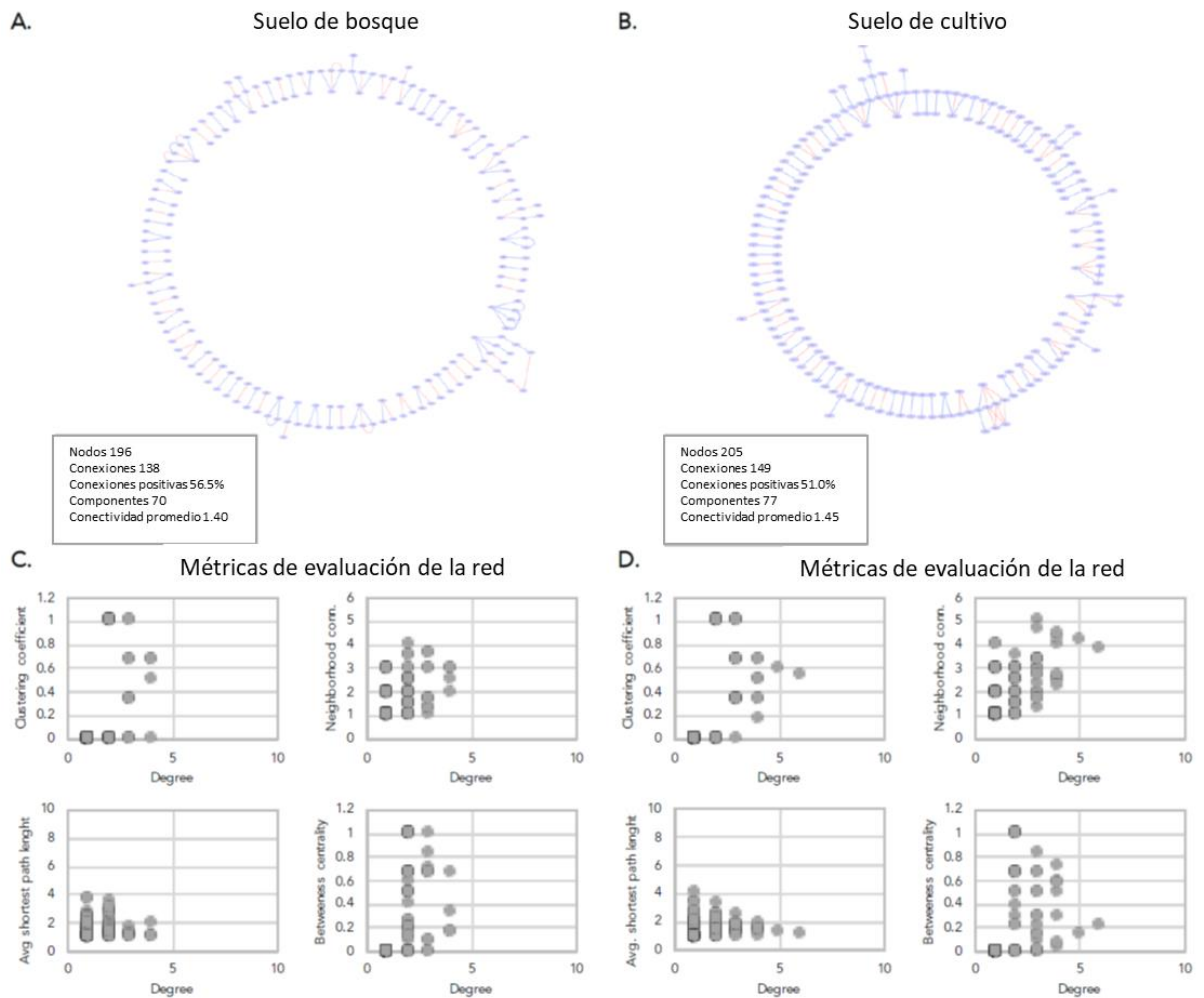 A.
Suelo de bosque
Nodos 196
Conexiones 138
Conexiones positivas 56.5%
Componentes 70
Conectividad promedio 1.40
B.
Suelo de cultivo
Nodos 205
Conexiones 149
Conexiones positivas 51.0%
Componentes 77
Conectividad promedio 1.45
C.
Métricas de evaluación de la red
Clustering coefficient
1.2
1
0.8
0.6
0.4
0.2
0
0
5
10
Degree
Neighborhood conn.
6
5
4
3
2
1
0
0
5
10
Degree
Avg shortest path lenght
10
8
6
4
2
0
0
5
10
Degree
Betweeness centrality
1.2
1
0.8
0.6
0.4
0.2
0
0
5
10
Degree
D.
Métricas de evaluación de la red
Clustering coefficient
1.2
1
0.8
0.6
0.4
0.2
0
0
5
10
Degree
Neighborhood conn.
6
5
4
3
2
1
0
0
5
10
Degree
Avg. shortest path lenght
10
8
6
4
2
0
0
5
10
Degree
Betweeness centrality
1.2
1
0.8
0.6
0.4
0.2
0
0
5
10
Degree